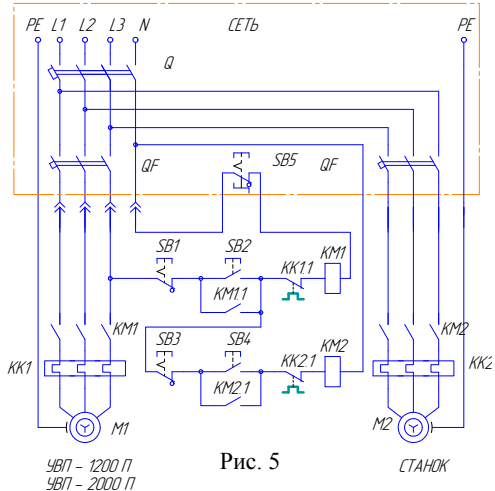 PE L1 L2 L3 N СЕТЬ PE
Q
QF SB5 QF
SB1 SB2 KK1.1 KM1
KM1.1
KM1 SB3 SB4 KK2.1 KM2 KM2
KM2.1
KK1 KK2
M1 M2
УВП - 1200 П Рис. 5 СТАНОК
УВП - 2000 П